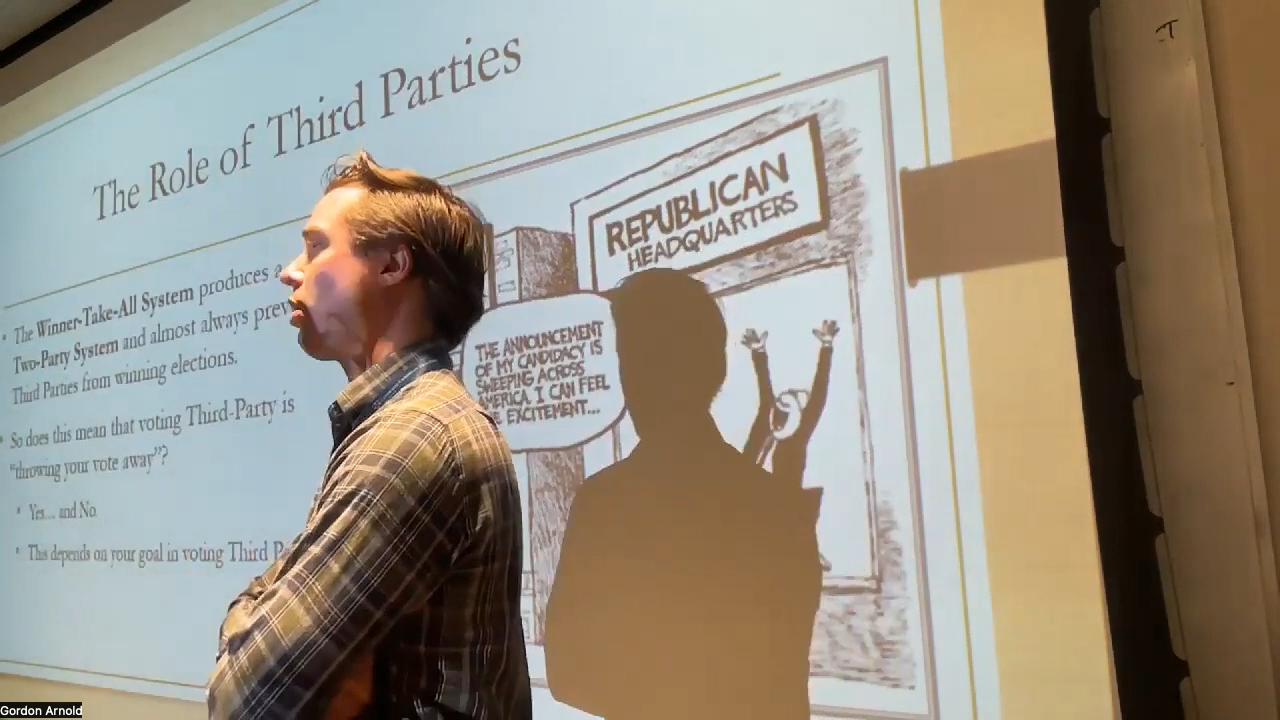 The Role of Third Parties
The Winner-Take-All System produces a
Two-Party System and almost always
Third Parties from winning elections.
So does this mean that voting Third-Party is
“throwing your vote away”?
Yes... and No.
This depends on your goal in voting Third
REPUBLICAN
HEADQUARTERS
THE ANNOUNCEMENT
OF MY CANDIDACY IS
SWEEPING ACROSS
AMERICA. I CAN FEEL
EXCITEMENT...
Gordon Arnold